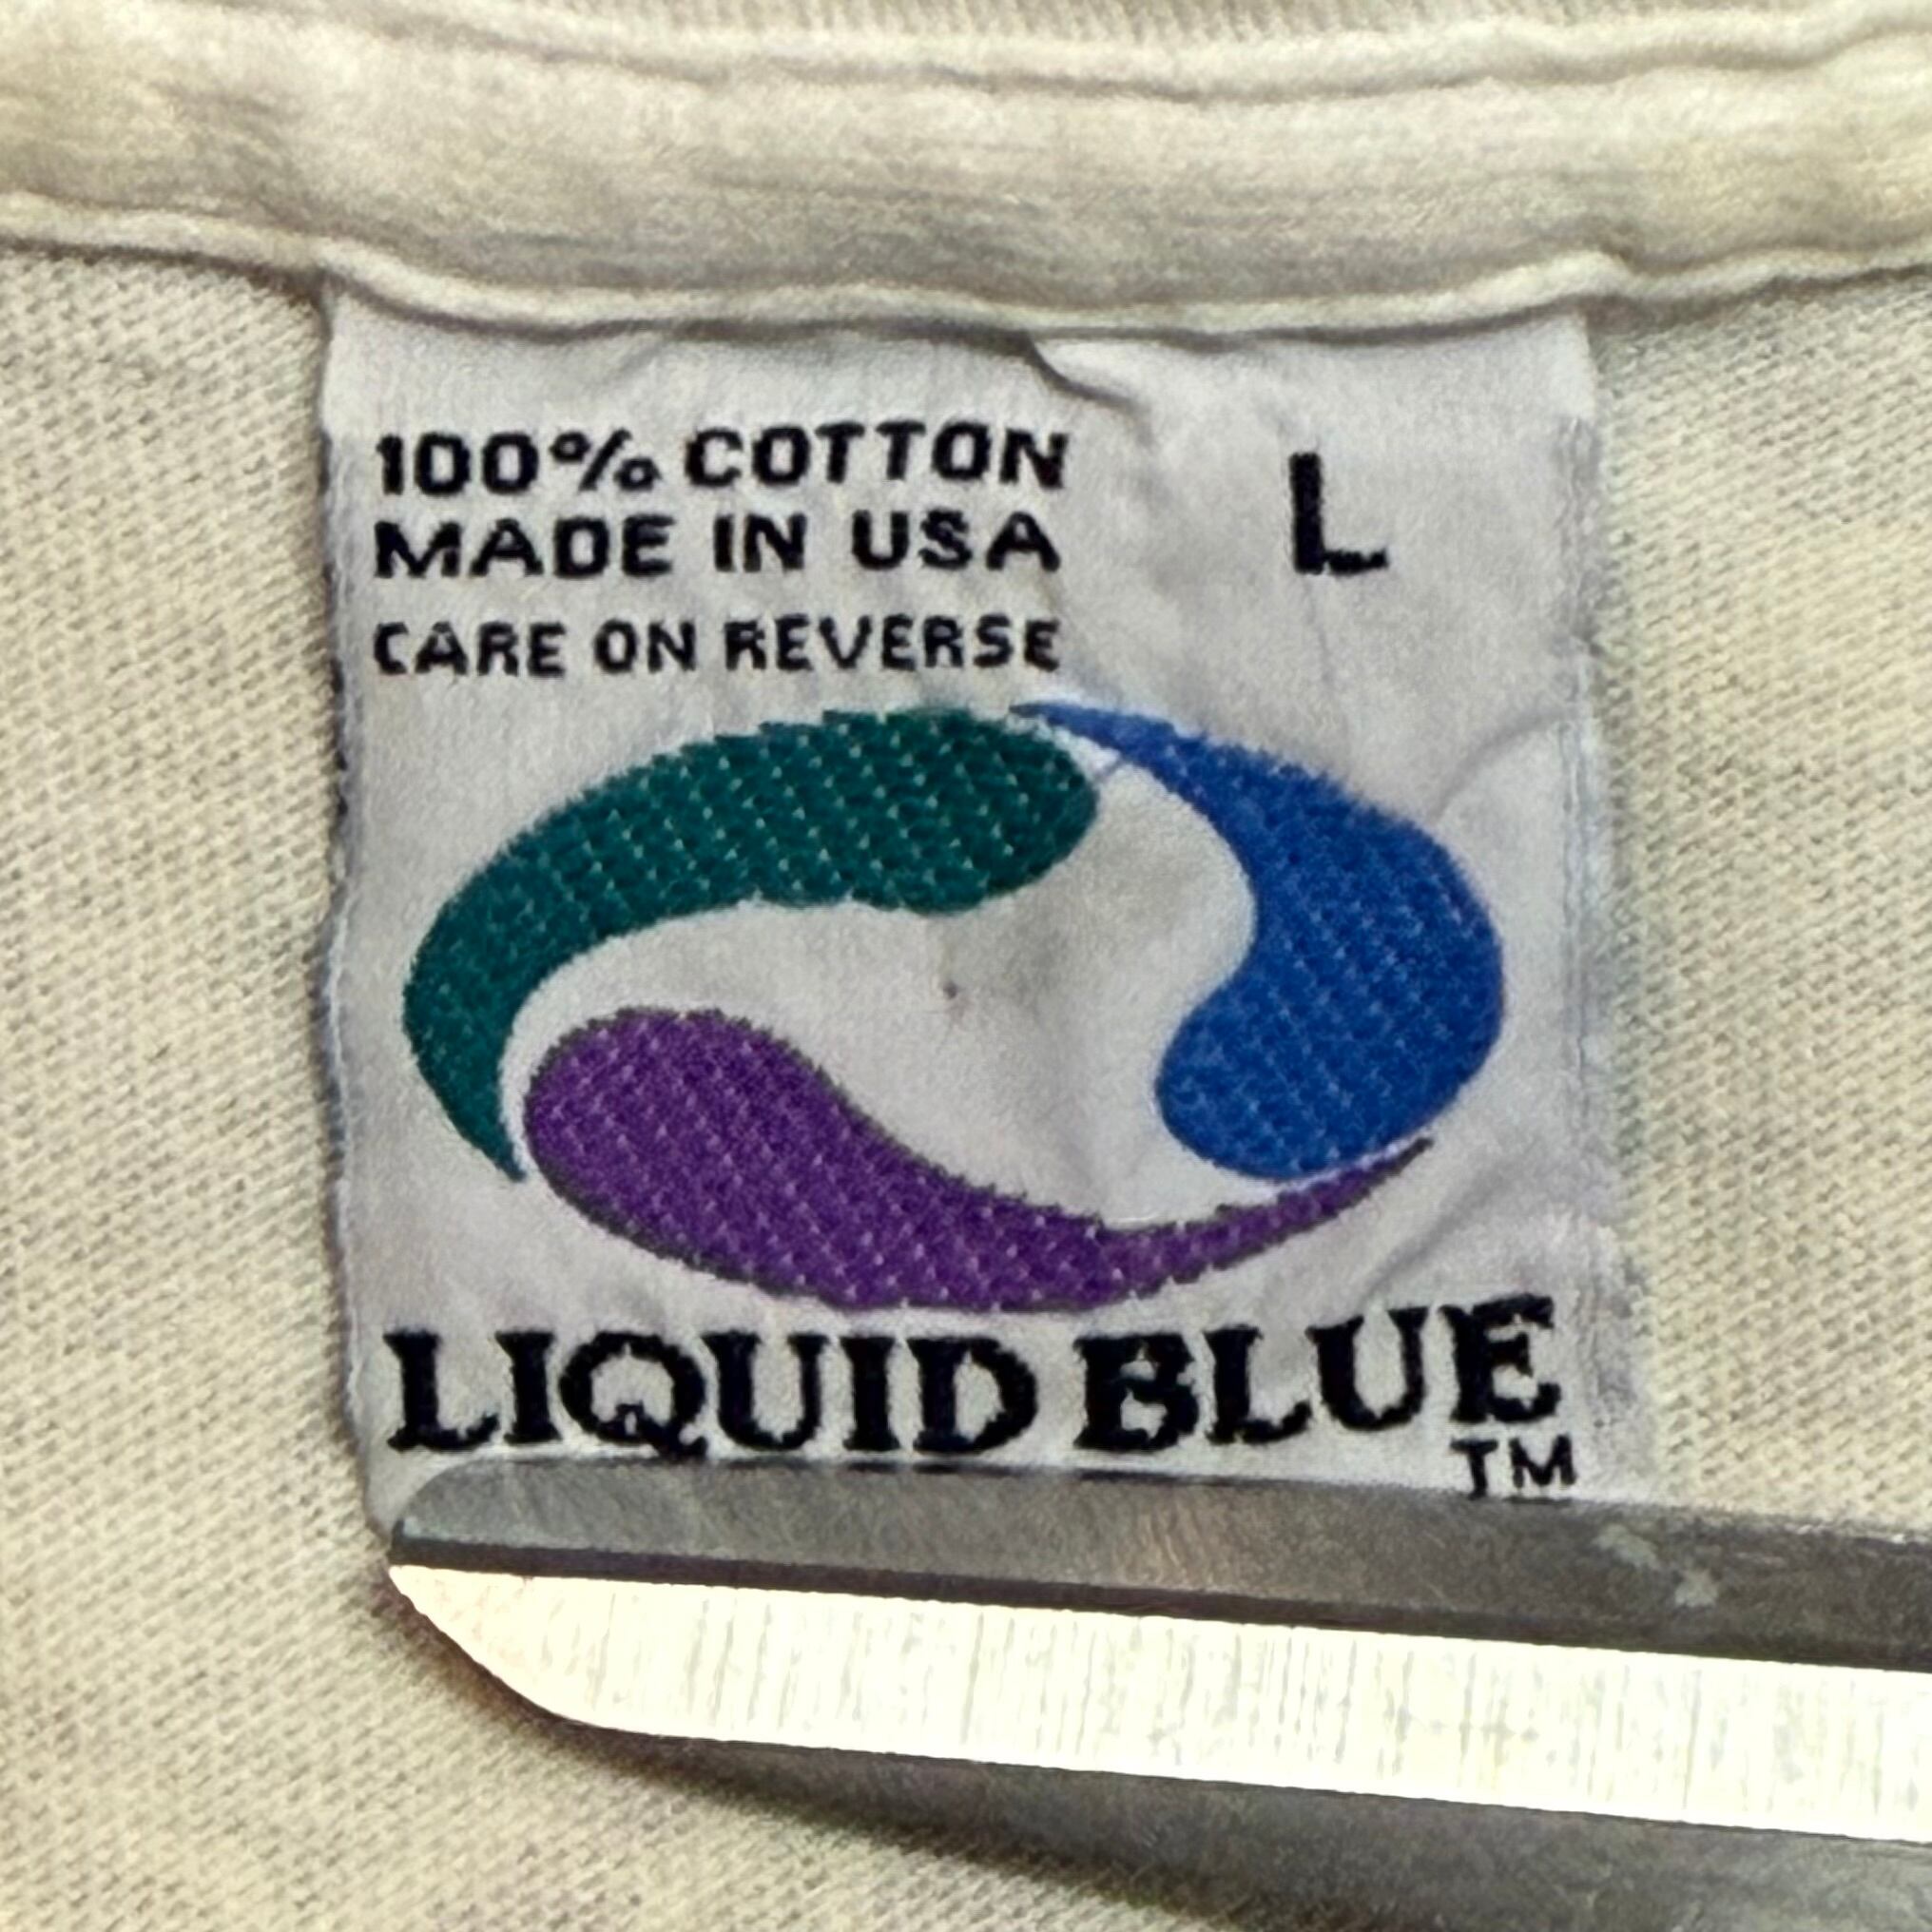 100% COTTON
MADE IN USA
CARE ON REVERSE
L
LIQUID BLUE
TM